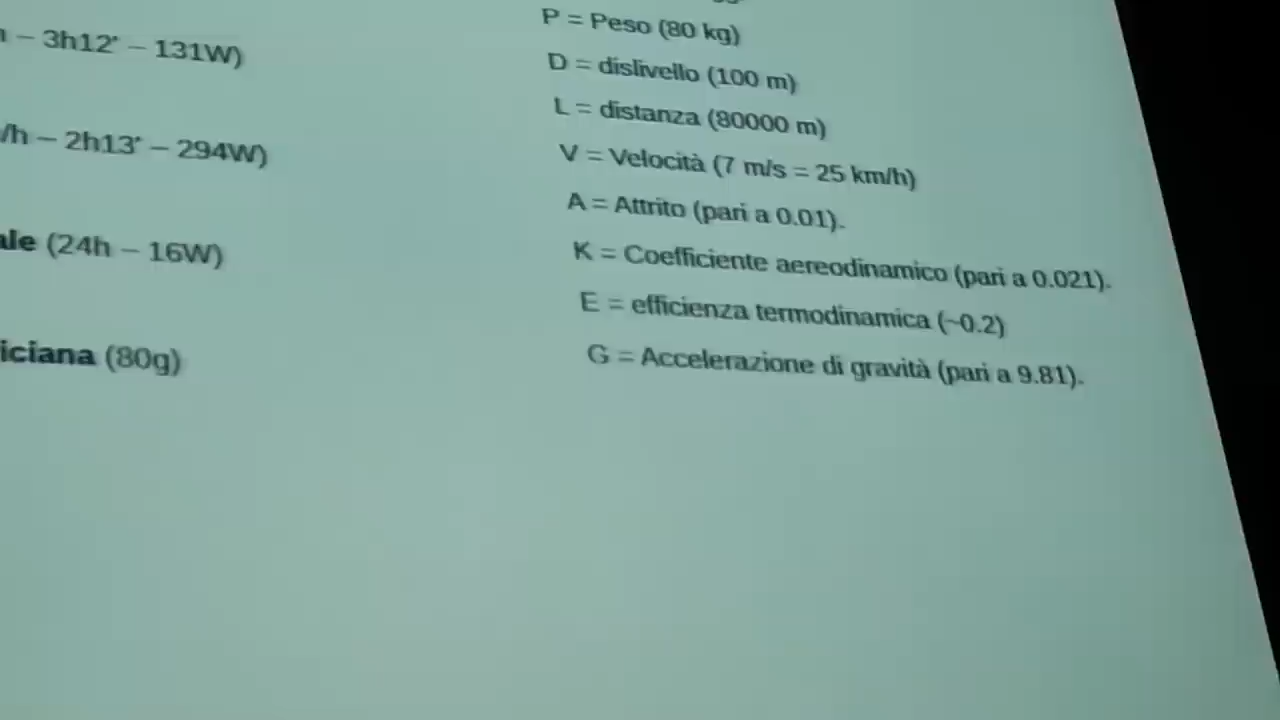 – 3h12' – 131W)
/h – 2h13' – 294W)
ale (24h – 16W)
iciana (80g)
P = Peso (80 kg)
D = dislivello (100 m)
L = distanza (80000 m)
V = Velocità (7 m/s = 25 km/h)
A = Attrito (pari a 0.01).
K = Coefficiente aereodinamico (pari a 0.021).
E = efficienza termodinamica (~0.2)
G = Accelerazione di gravità (pari a 9.81).